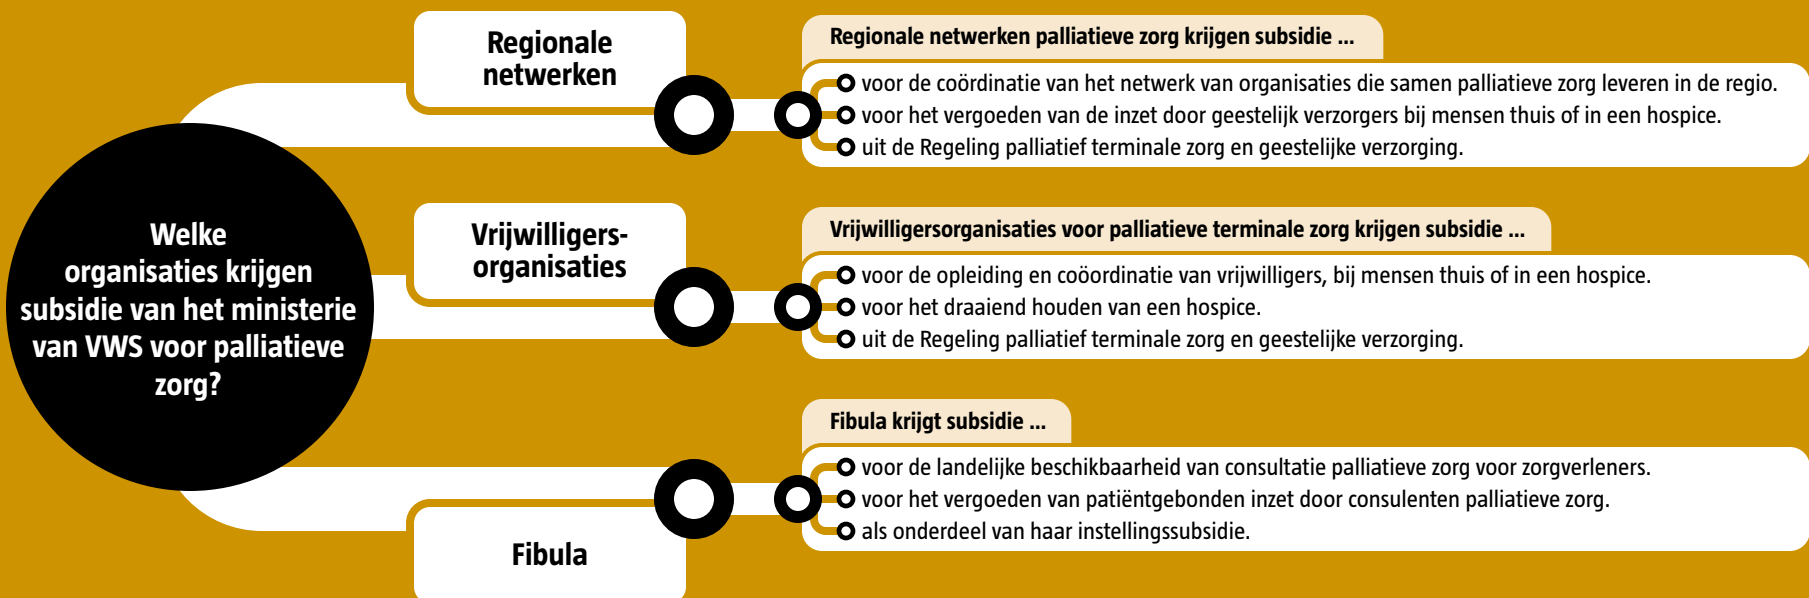 Welke
organisaties krijgen
subsidie van het ministerie
van VWS voor palliatieve
zorg?
Regionale
netwerken
Regionale netwerken palliatieve zorg krijgen subsidie ...
voor de coördinatie van het netwerk van organisaties die samen palliatieve zorg leveren in de regio.
voor het vergoeden van de inzet door geestelijk verzorgers bij mensen thuis of in een hospice.
uit de Regeling palliatief terminale zorg en geestelijke verzorging.
Vrijwilligers-
organisaties
Vrijwilligersorganisaties voor palliatieve terminale zorg krijgen subsidie ...
voor de opleiding en coöordinatie van vrijwilligers, bij mensen thuis of in een hospice.
voor het draaiend houden van een hospice.
uit de Regeling palliatief terminale zorg en geestelijke verzorging.
Fibula
Fibula krijgt subsidie ...
voor de landelijke beschikbaarheid van consultatie palliatieve zorg voor zorgverleners.
voor het vergoeden van patiëntgebonden inzet door consulenten palliatieve zorg.
als onderdeel van haar instellingssubsidie.